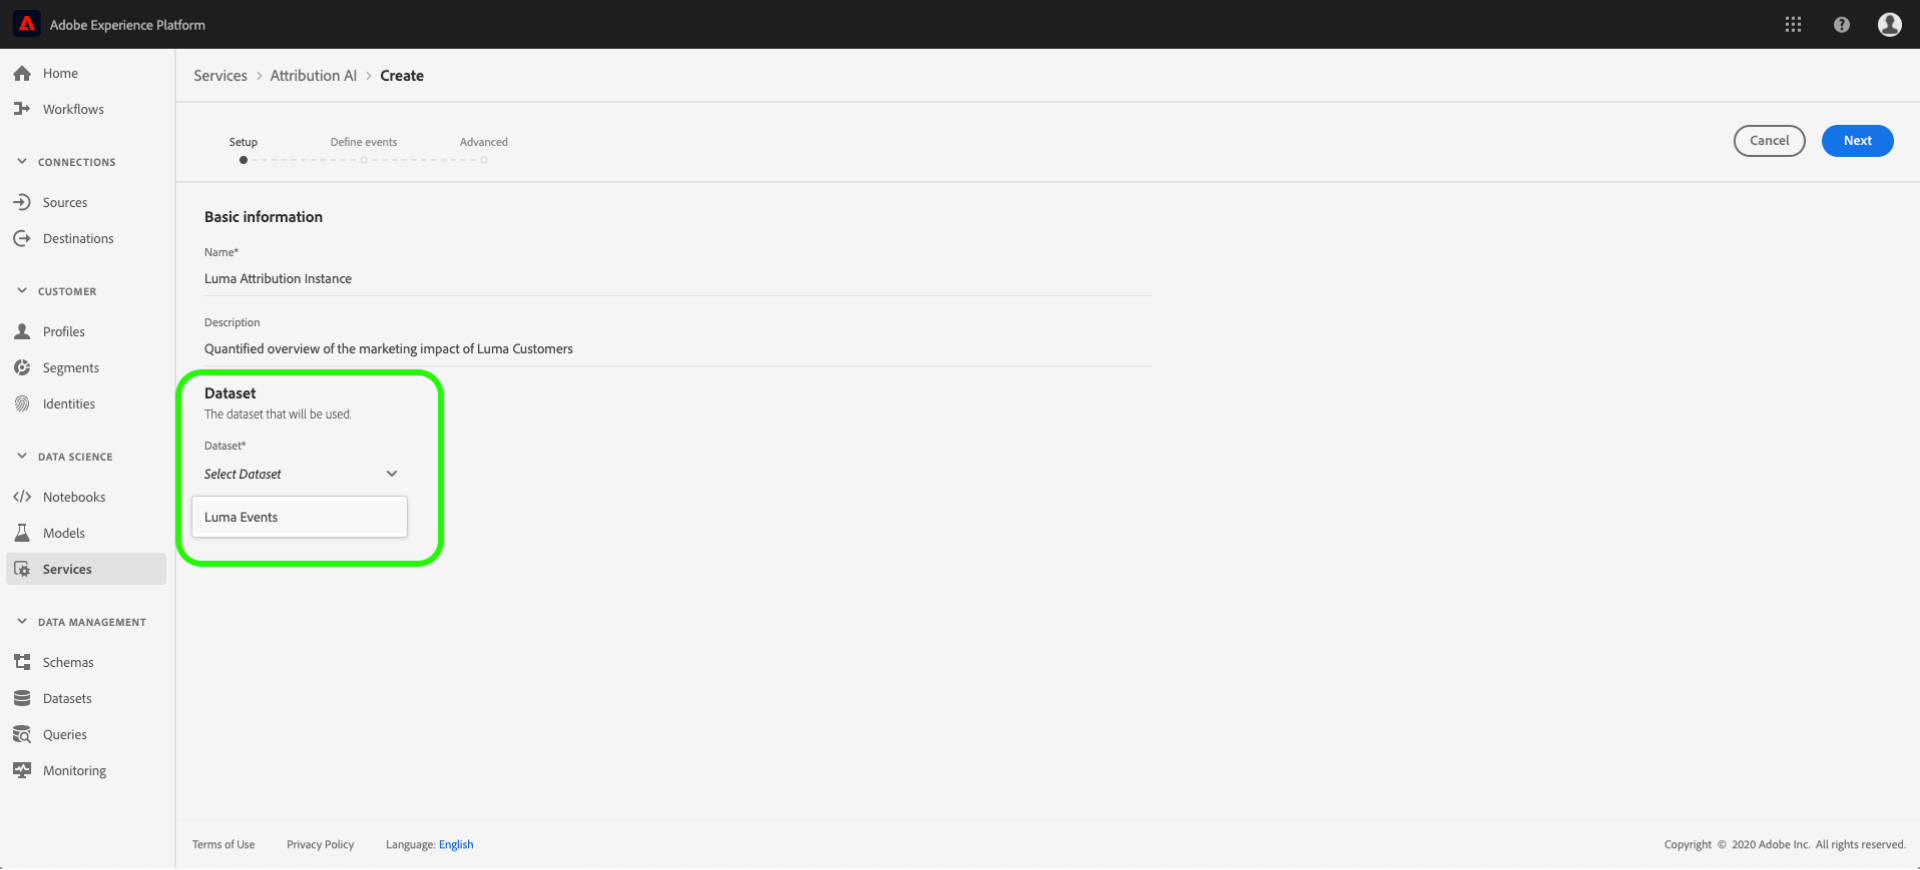 Adobe Experience Platform
Home
Workflows
CONNECTIONS
Sources
Destinations
CUSTOMER
Profiles
Segments
Identities
DATA SCIENCE
Notebooks
Models
Services
DATA MANAGEMENT
Schemas
Datasets
Queries
Monitoring
Services > Attribution AI > Create
Setup Define events Advanced
Cancel Next
Basic information
Name*
Luma Attribution Instance
Description
Quantified overview of the marketing impact of Luma Customers
Dataset
The dataset that will be used.
Dataset*
Select Dataset
Luma Events
Terms of Use Privacy Policy Language: English
Copyright © 2020 Adobe Inc. All rights reserved.